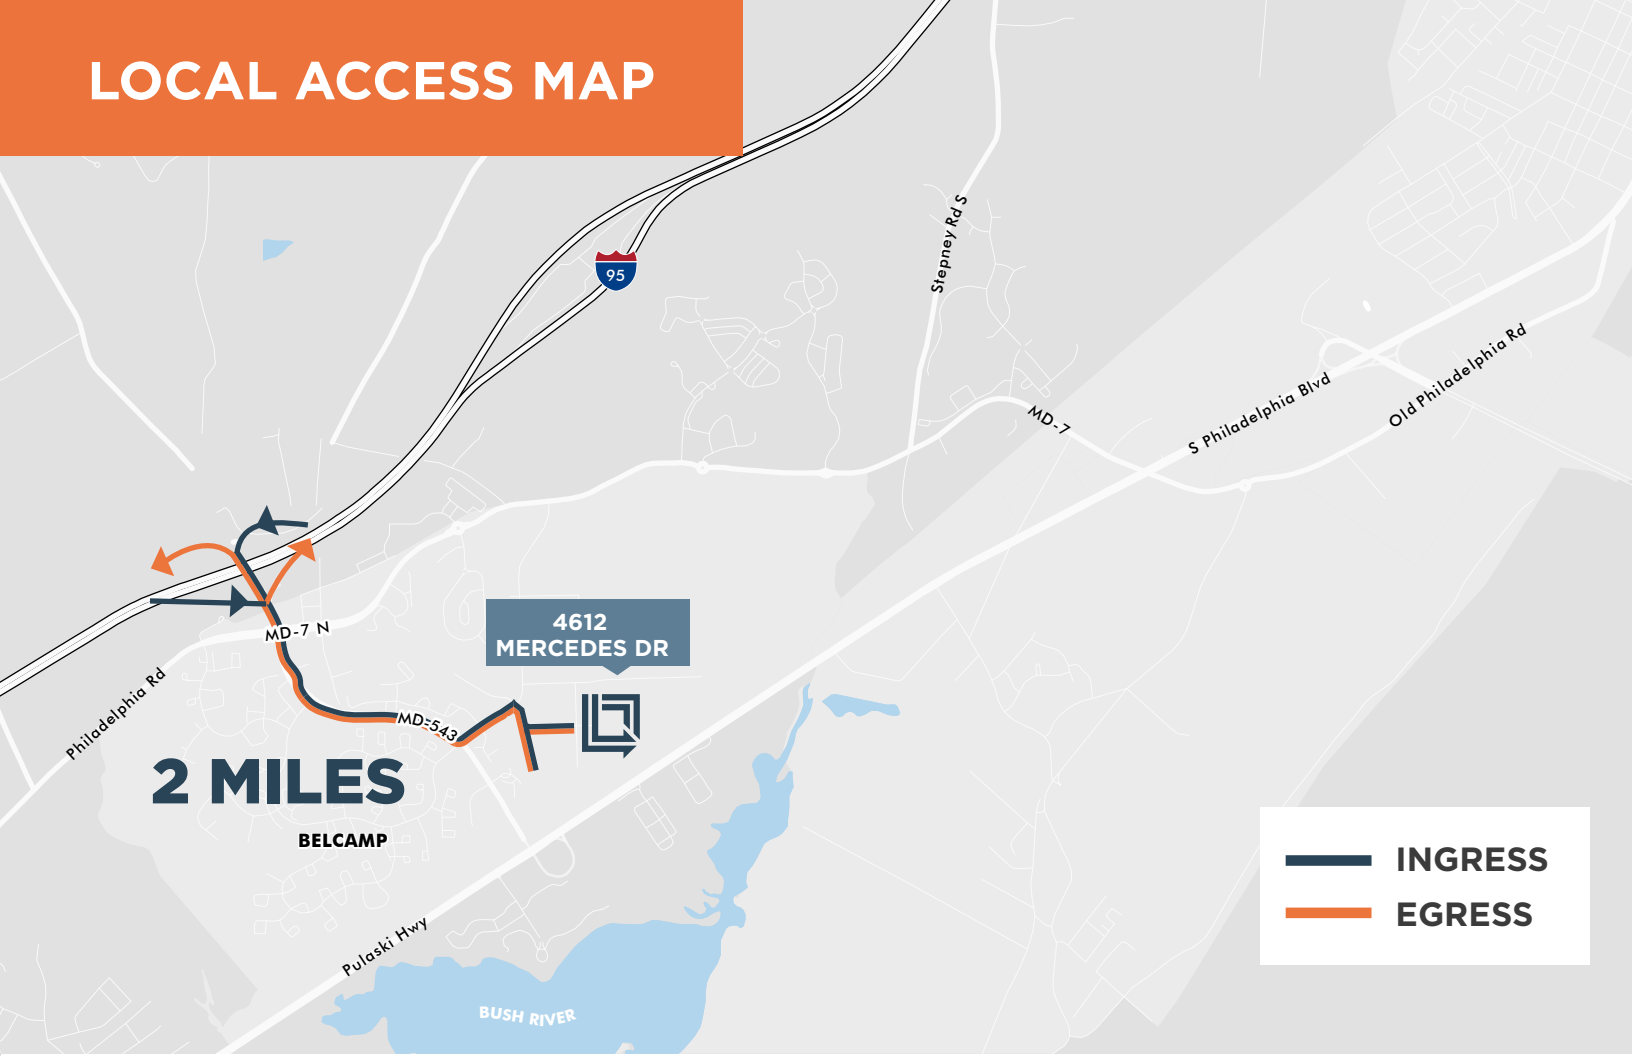 LOCAL ACCESS MAP
95
Stepney Rd S
MD-7
S Philadelphia Blvd
Old Philadelphia Rd
MD-7 N
4612
MERCEDES DR
Philadelphia Rd
MD-543
2 MILES
BELCAMP
Pulaski Hwy
BUSH RIVER
INGRESS
EGRESS